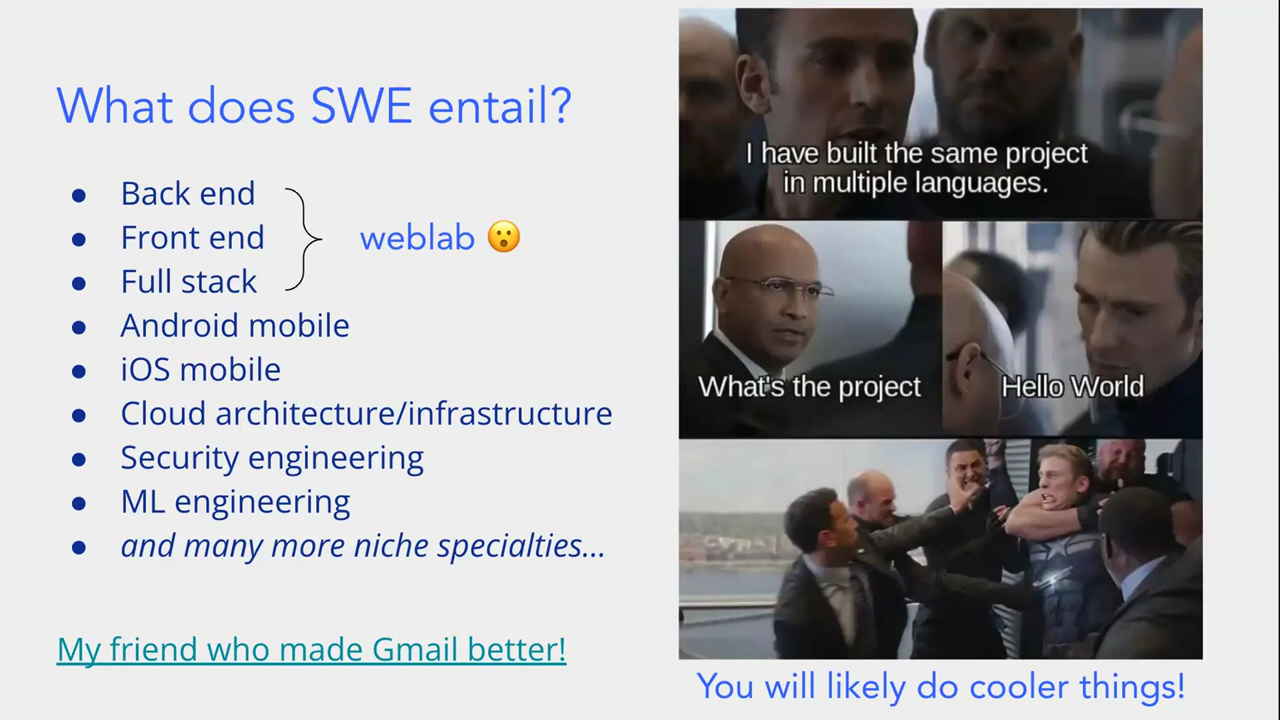 What does SWE entail?
● Back end
● Front end
● Full stack
weblab 😮
● Android mobile
● iOS mobile
● Cloud architecture/infrastructure
● Security engineering
● ML engineering
● and many more niche specialties...
My friend who made Gmail better!
I have built the same project
in multiple languages.
What's the project
Hello World
You will likely do cooler things!